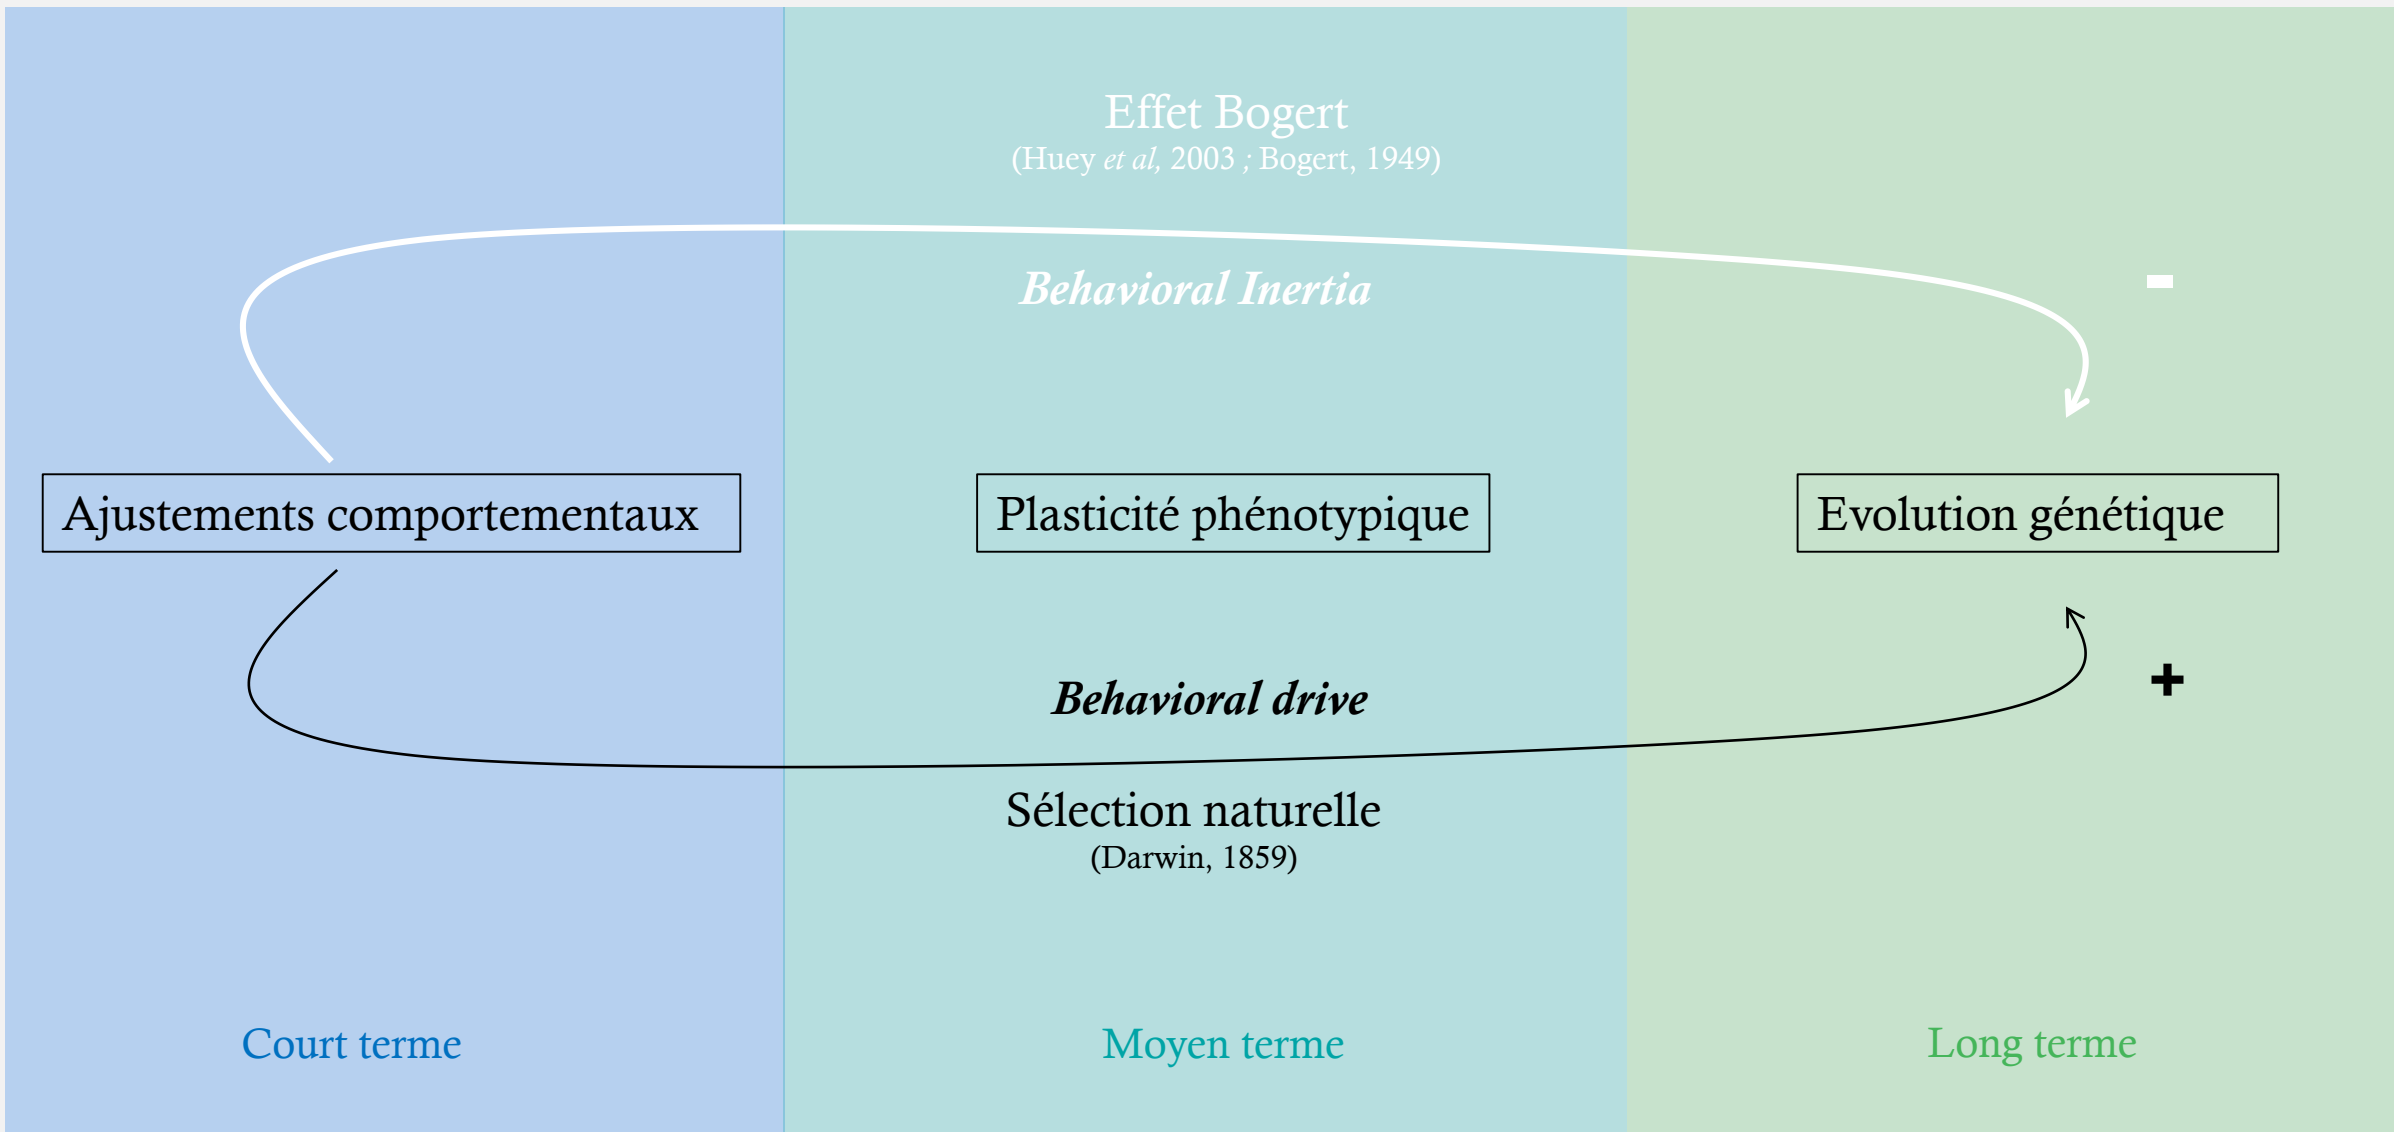 Effet Bogert
(Huey et al, 2003 ; Bogert, 1949)
Behavioral Inertia
-
Ajustements comportementaux
Plasticité phénotypique
Evolution génétique
Behavioral drive
+
Sélection naturelle
(Darwin, 1859)
Court terme
Moyen terme
Long terme